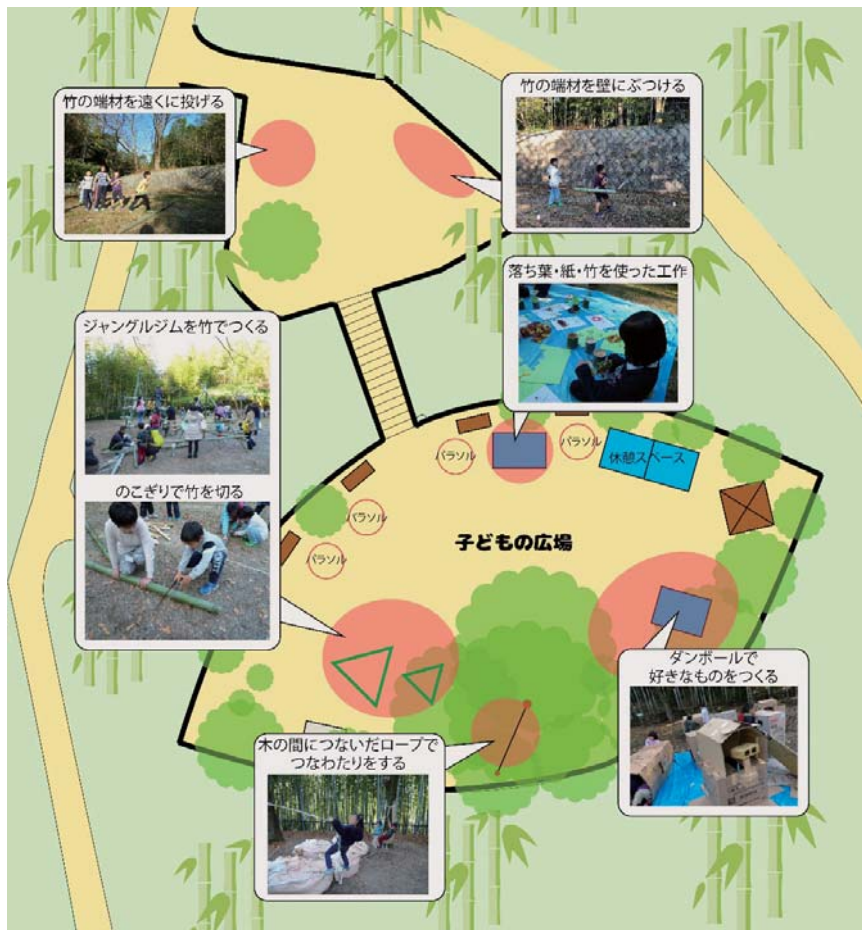 竹の端材を遠くに投げる
竹の端材を壁にぶつける
落ち葉・紙・竹を使った工作
ジャングルジムを竹でつくる
のこぎりで竹を切る
パラソル
パラソル
休憩スペース
パラソル
パラソル
子どもの広場
ダンボールで
好きなものをつくる
木の間につないだロープで
つなわたりをする